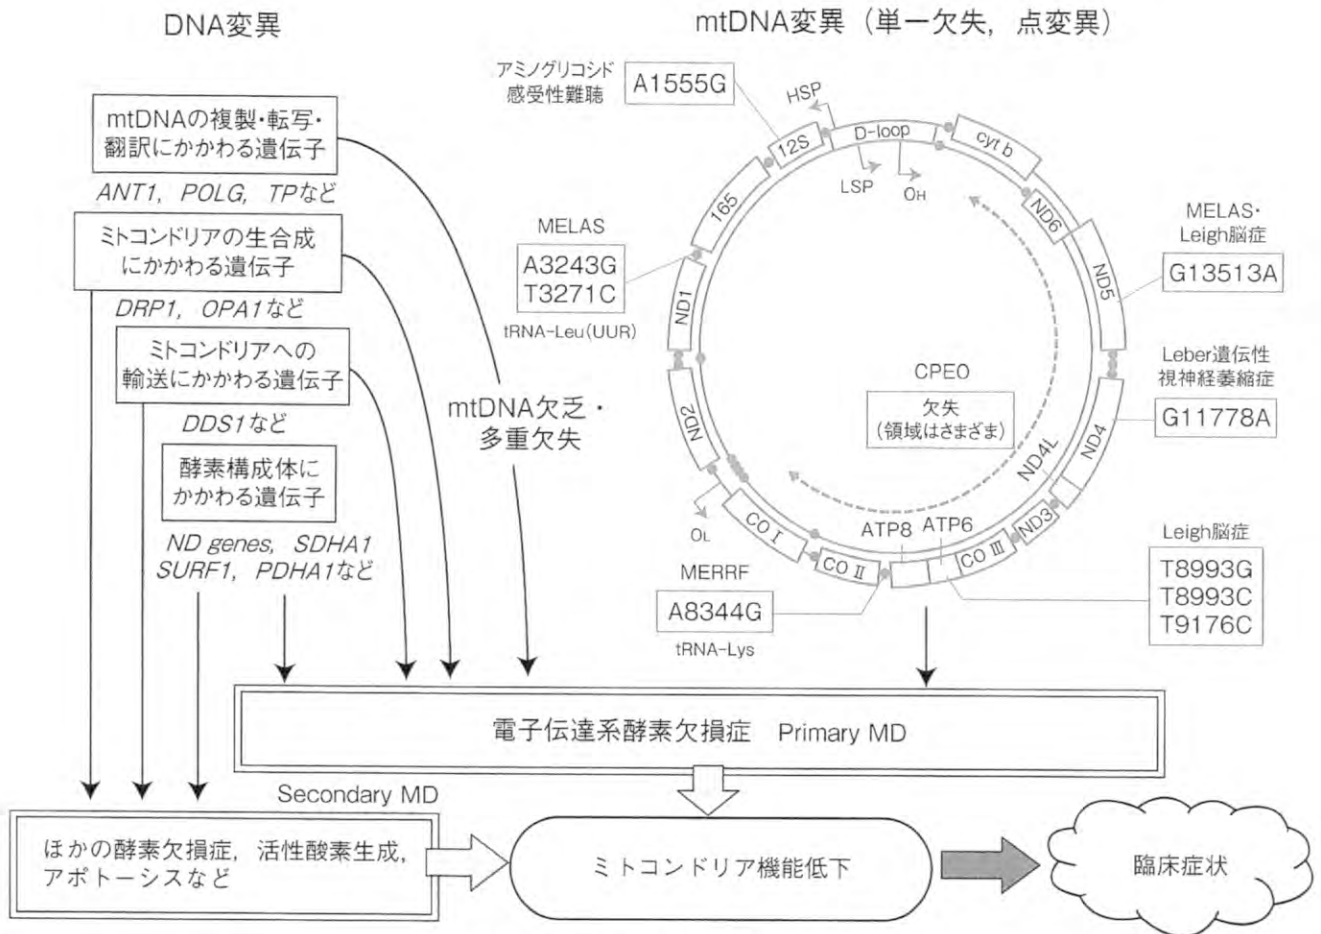 DNA変異
mtDNAの複製・転写・
翻訳にかかわる遺伝子
ANT1, POLG, TPなど
ミトコンドリアの生合成
にかかわる遺伝子
DRP1, OPA1など
ミトコンドリアへの
輸送にかかわる遺伝子
DDS1など
酵素構成体に
かかわる遺伝子
ND genes, SDHA1
SURF1, PDHA1など
mtDNA欠乏・
多重欠失
mtDNA変異（単一欠失，点変異）
アミノグリコシド
感受性難聴
A1555G
HSP
D-loop
LSP
OH
12S
165
cyt b
ND6
ND5
MELAS
A3243G
T3271C
tRNA-Leu(UUR)
ND1
MELAS・
Leigh脳症
G13513A
Leber遺伝性
視神経萎縮症
G11778A
CPEO
欠失
(領域はさまざま)
ND2
ND4
ND4L
ND3
OL
CO I
CO II
ATP8
ATP6
CO III
MERRF
A8344G
tRNA-Lys
Leigh脳症
T8993G
T8993C
T9176C
電子伝達系酵素欠損症 Primary MD
Secondary MD
ほかの酵素欠損症，活性酸素生成，
アポトーシスなど
ミトコンドリア機能低下
臨床症状